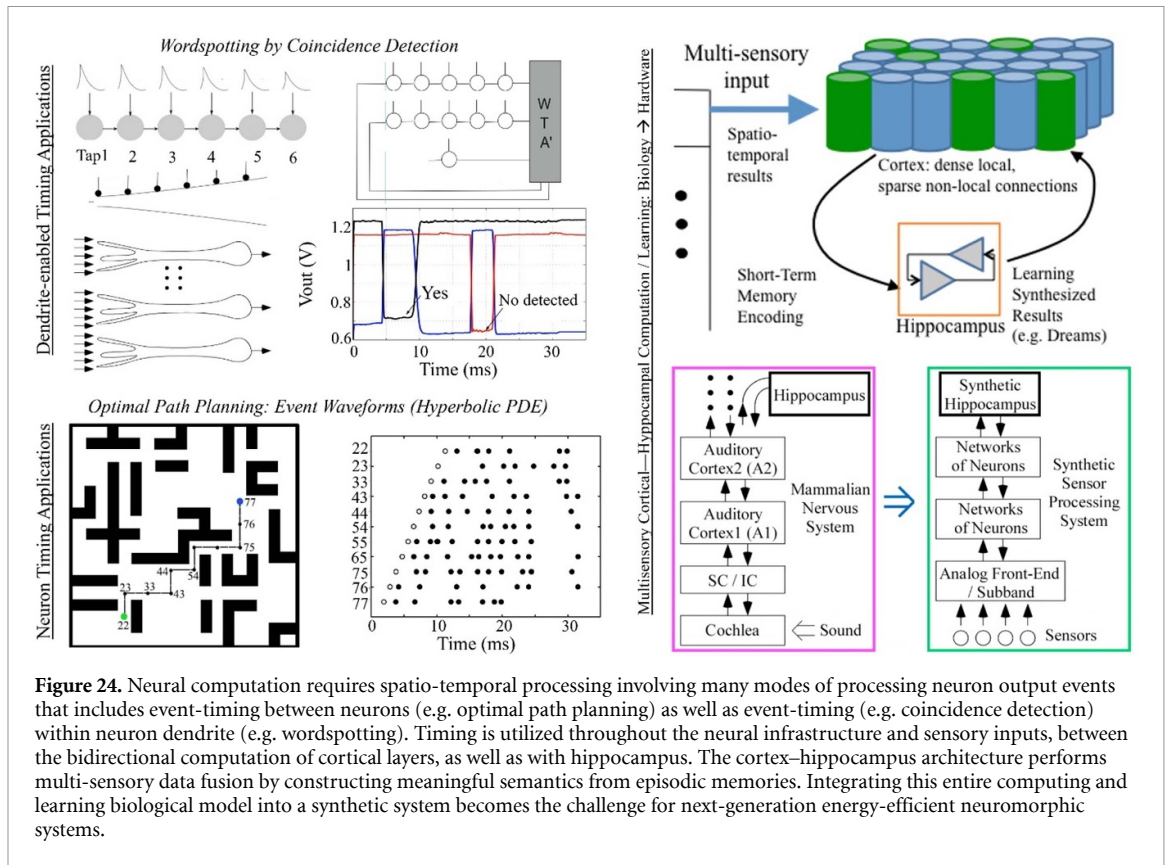 Wordspotting by Coincidence Detection
Dendrite-enabled Timing Applications
Tap1 2 3 4 5 6
W
T
A'
Vout (V)
1.2
1
0.8
0.6
Yes
No detected
0 10 20 30
Time (ms)
Optimal Path Planning: Event Waveforms (Hyperbolic PDE)
Neuron Timing Applications
77
76
75
54
44
43
33
23
22
22
23
33
43
44
54
55
65
75
76
77
0 10 20 30
Time (ms)
Multisensory Cortical—Hyppocampal Computation / Learning: Biology → Hardware
Multi-sensory
input
Spatio-
temporal
results
Cortex: dense local,
sparse non-local connections
Short-Term
Memory
Encoding
Hippocampus
Learning
Synthesized
Results
(e.g. Dreams)
Hippocampus
Auditory
Cortex2 (A2)
Auditory
Cortex1 (A1)
SC / IC
Cochlea
Sound
Mammalian
Nervous
System
Synthetic
Hippocampus
Networks
of Neurons
Networks
of Neurons
Analog Front-End
/ Subband
Sensors
Synthetic
Sensor
Processing
System
Figure 24. Neural computation requires spatio-temporal processing involving many modes of processing neuron output events
that includes event-timing between neurons (e.g. optimal path planning) as well as event-timing (e.g. coincidence detection)
within neuron dendrite (e.g. wordspotting). Timing is utilized throughout the neural infrastructure and sensory inputs, between
the bidirectional computation of cortical layers, as well as with hippocampus. The cortex–hippocampus architecture performs
multi-sensory data fusion by constructing meaningful semantics from episodic memories. Integrating this entire computing and
learning biological model into a synthetic system becomes the challenge for next-generation energy-efficient neuromorphic
systems.